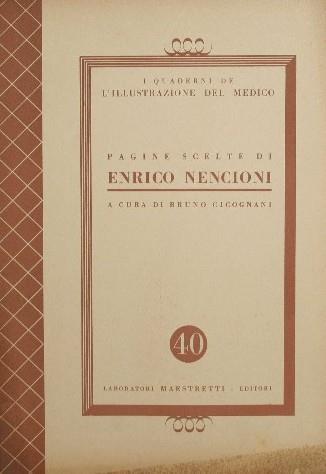 I QUADERNI DE
L'ILLUSTRAZIONE DEL MEDICO
PAGINE SCELTE DI
ENRICO NENCIONI
A CURA DI BRUNO CICOGNANI
40
LABORATORI MAESTRETTI - EDITORI